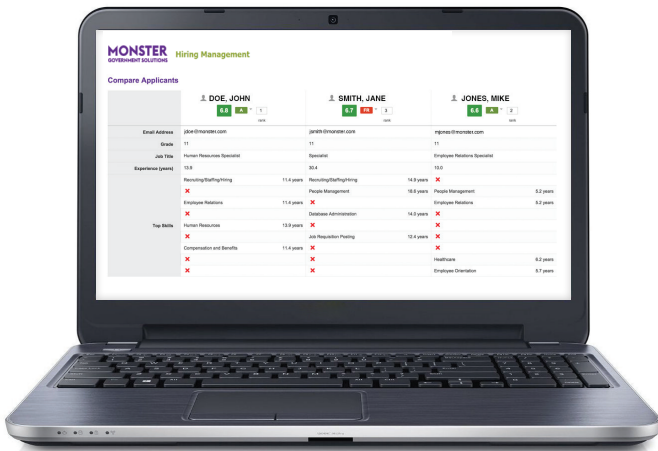 MONSTER Hiring Management
GOVERNMENT SOLUTIONS
Compare Applicants
DOE, JOHN SMITH, JANE JONES, MIKE
6.8 A 1 6.7 FR 6.6 A
rank rank rank
Email Address jdoe@monster.com jsmith@monster.com mjones@monster.com
Grade 11 11 11
Job Title Human Resources Specialist Specialist Employee Relations Specialist
Experience (years) 13.9 30.4 10.0
Recruiting/Staffing/Hiring 11.4 years Recruiting/Staffing/Hiring 14.9 years
People Management 18.6 years People Management 5.2 years
Employee Relations 11.4 years Employee Relations 5.2 years
Database Administration 14.0 years
Top Skills Human Resources 13.9 years
Job Requisition Posting 12.4 years
Compensation and Benefits 11.4 years
Healthcare 6.2 years
Employee Orientation 5.7 years